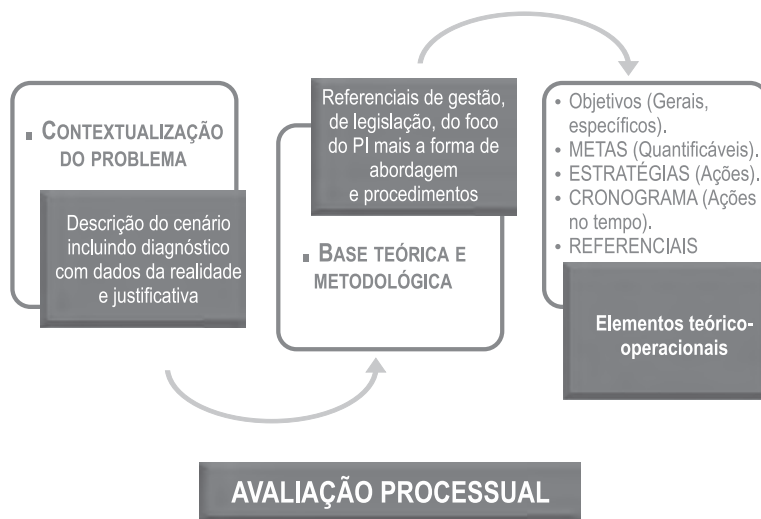 ▪ CONTEXTUALIZAÇÃO
DO PROBLEMA
Descrição do cenário
incluindo diagnóstico
com dados da realidade
e justificativa
Referenciais de gestão,
de legislação, do foco
do PI mais a forma de
abordagem
e procedimentos
▪ BASE TEÓRICA E
METODOLÓGICA
• Objetivos (Gerais,
específicos).
• METAS (Quantificáveis).
• ESTRATÉGIAS (Ações).
• CRONOGRAMA (Ações
no tempo).
• REFERENCIAIS
Elementos teórico-
operacionais
AVALIAÇÃO PROCESSUAL